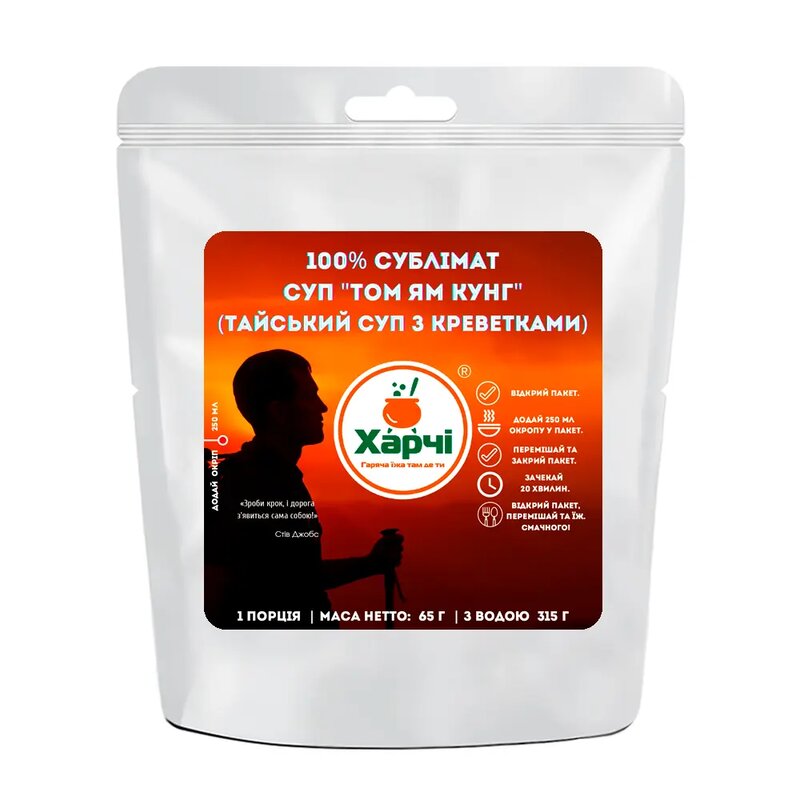 100% СУБЛІМАТ
СУП "ТОМ ЯМ КУНГ"
(ТАЙСЬКИЙ СУП З КРЕВЕТКАМИ)
®
Харчі
Гаряча їжа там де ти
ВІДКРИЙ ПАКЕТ.
ДОДАЙ 250 МЛ
ОКРОПУ У ПАКЕТ.
ПЕРЕМІШАЙ ТА
ЗАКРИЙ ПАКЕТ.
ЗАЧЕКАЙ
20 ХВИЛИН.
ВІДКРИЙ ПАКЕТ,
ПЕРЕМІШАЙ ТА ЇЖ.
СМАЧНОГО!
ДОДАЙ ОКРІП 250 МЛ
«Зроби крок, і дорога
з'явиться сама собою!»
Стів Джобс
1 ПОРЦІЯ | МАСА НЕТТО: 65 Г | З ВОДОЮ 315 Г